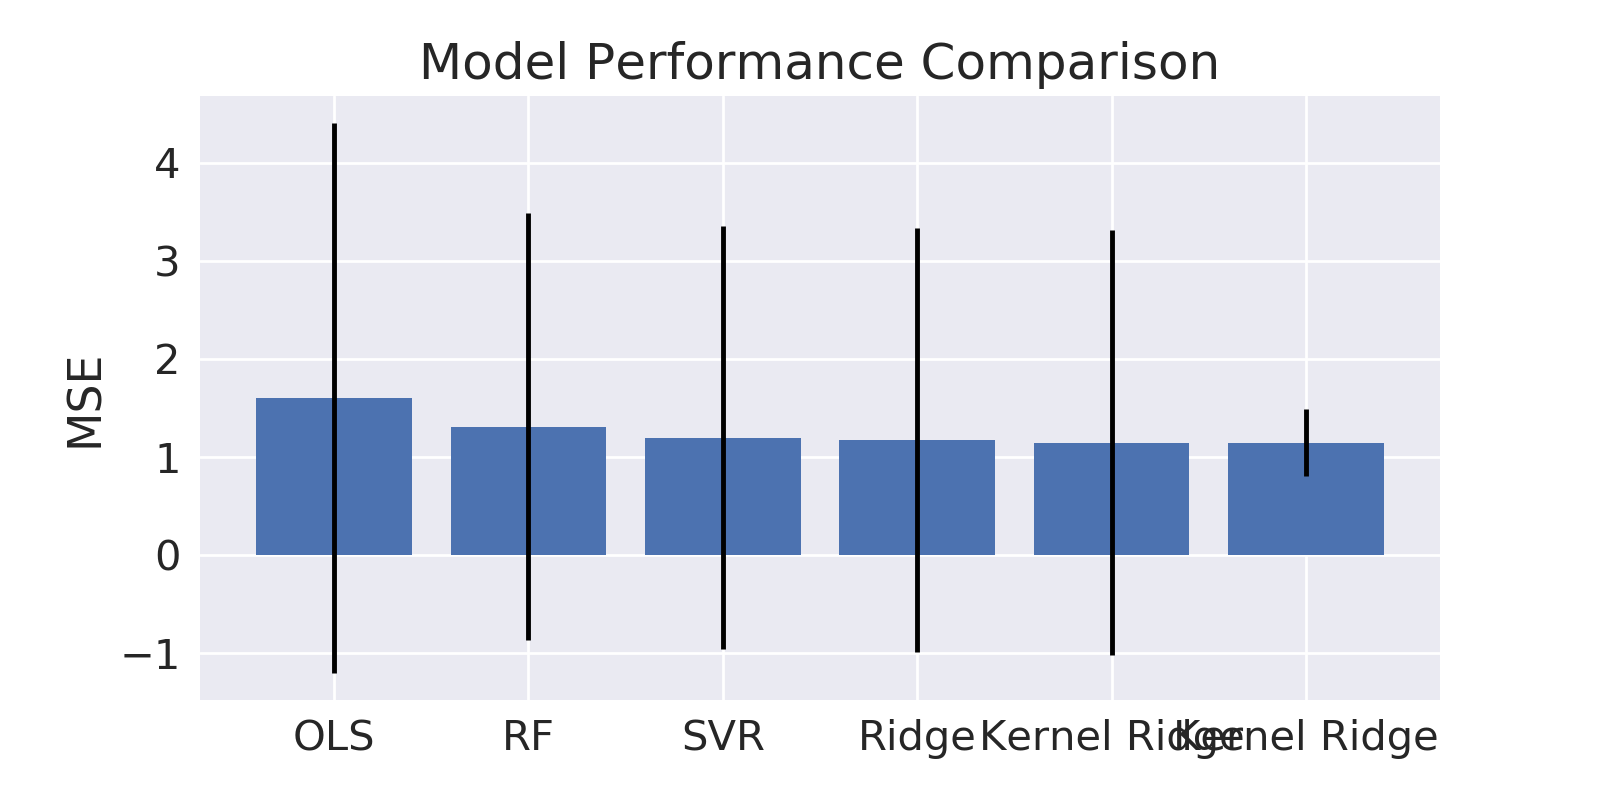 Model Performance Comparison
MSE
4
3
2
1
0
−1
OLS RF SVR Ridge Kernel Ridge Kernel Ridge